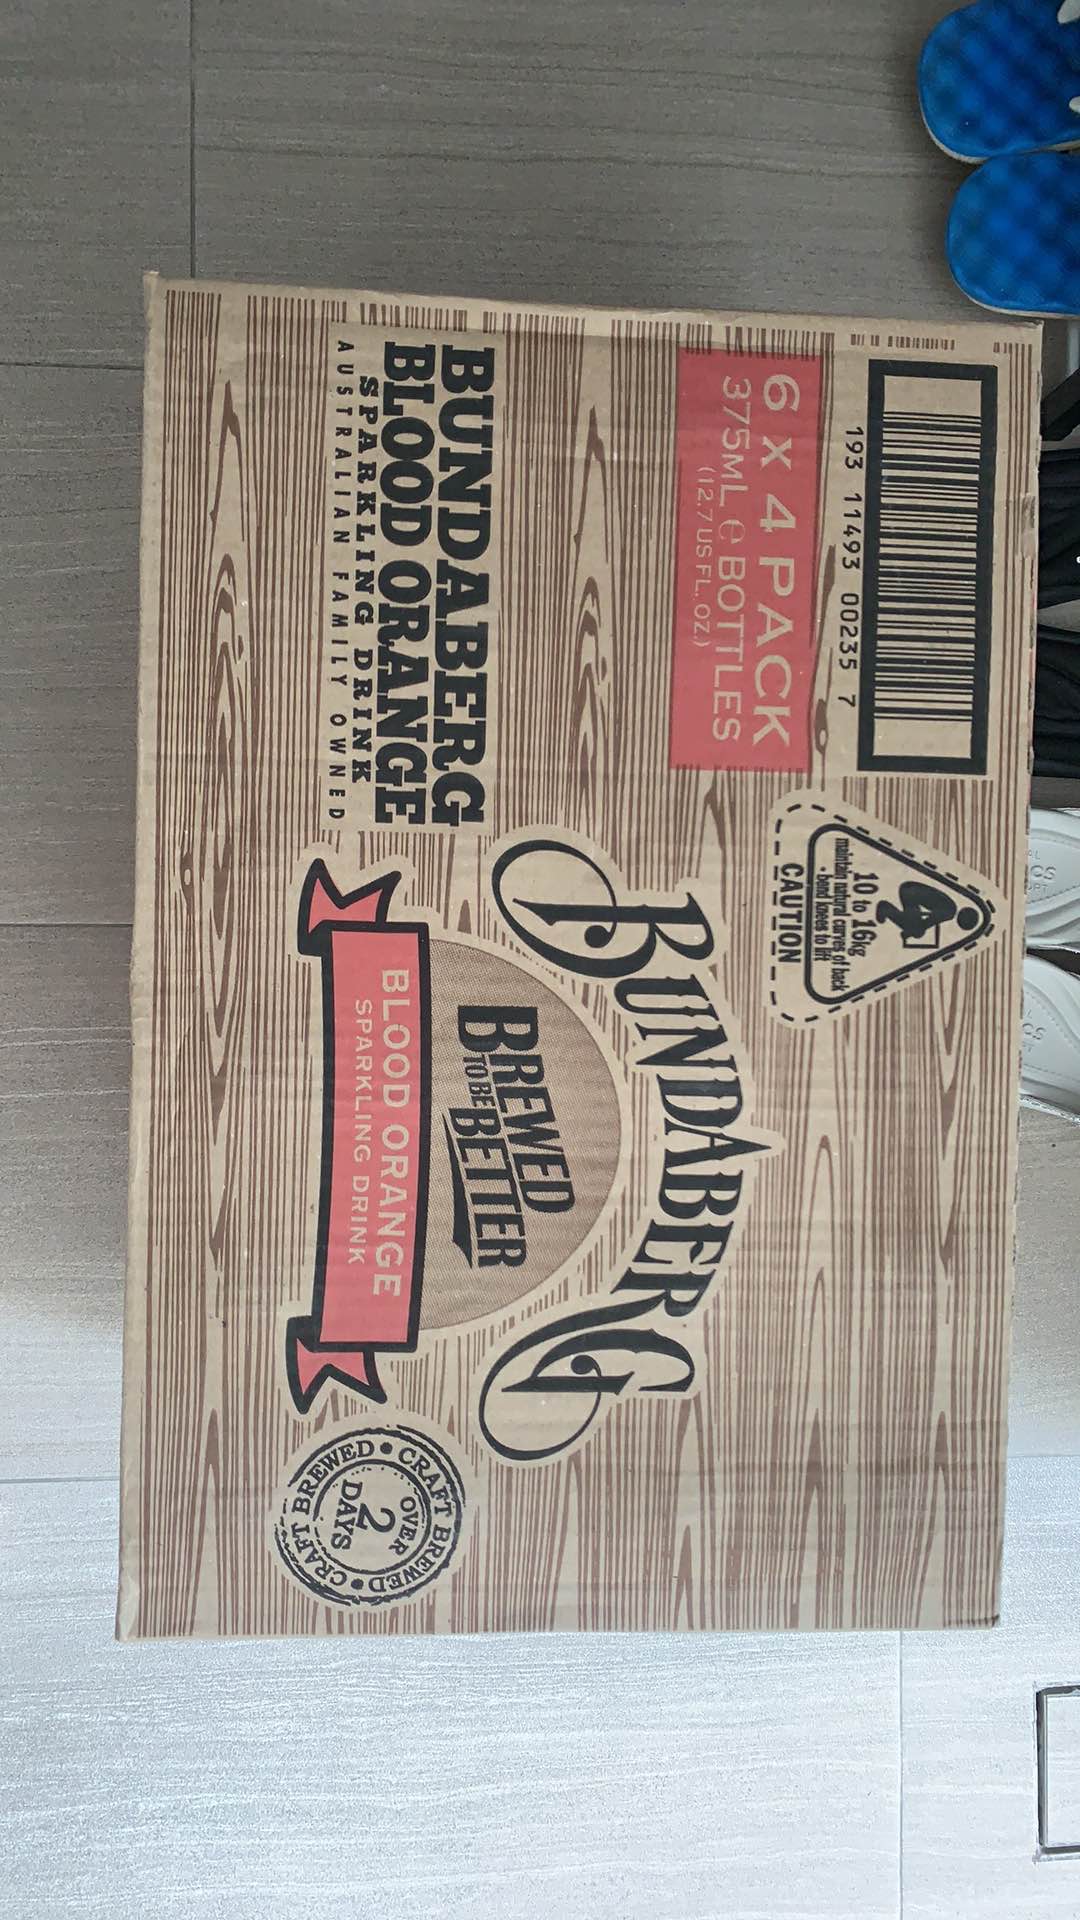 193 11493 00235 7
6 x 4 PACK
375ML ℮ BOTTLES
(12.7 US FL. OZ.)
BUNDABERG
BLOOD ORANGE
SPARKLING DRINK
AUSTRALIAN FAMILY OWNED
10 to 16kg
maintain natural curves of back
- bend knees to lift
CAUTION
BUNDABERG
BREWED
TO BE BETTER
BLOOD ORANGE
SPARKLING DRINK
CRAFT BREWED • CRAFT BREWED •
OVER
2
DAYS